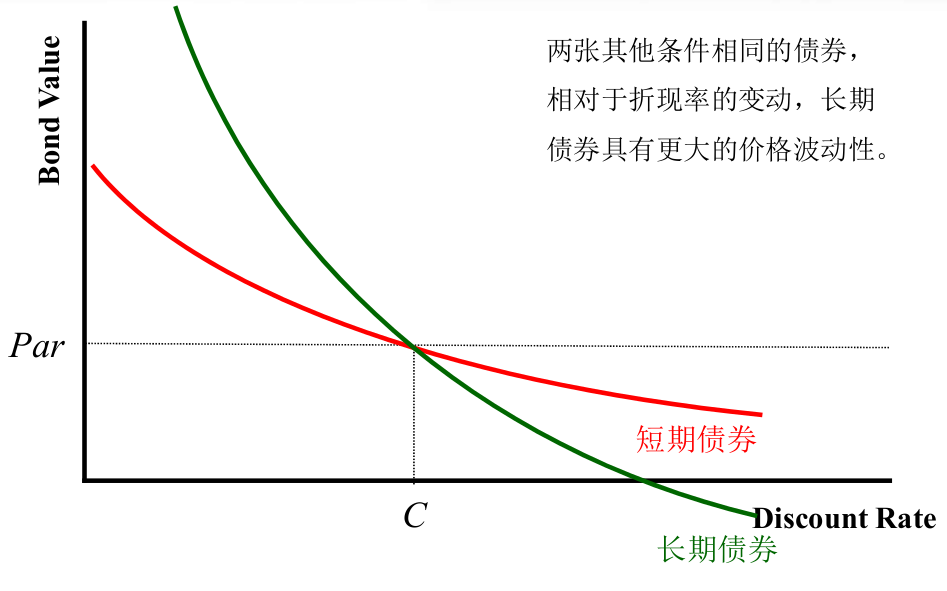 两张其他条件相同的债券，
相对于折现率的变动，长期
债券具有更大的价格波动性。
Bond Value
Par
短期债券
C
Discount Rate
长期债券